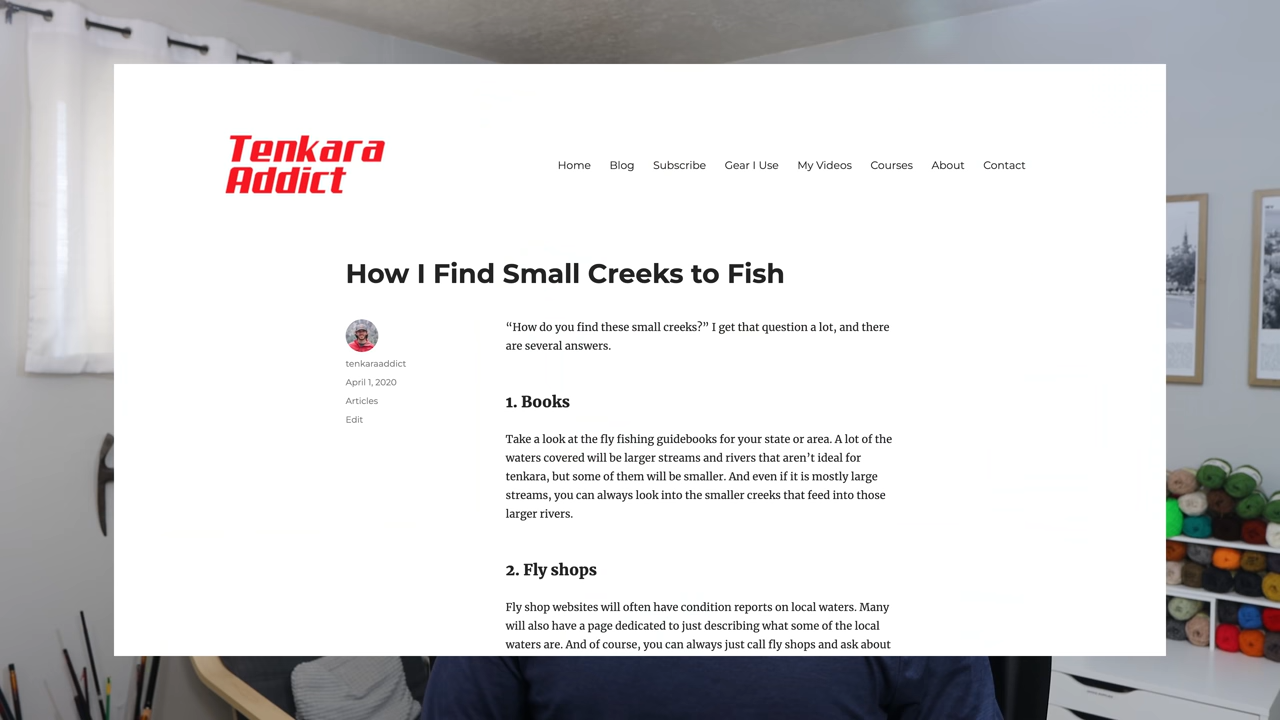 Tenkara
Addict
Home Blog Subscribe Gear I Use My Videos Courses About Contact
How I Find Small Creeks to Fish
tenkaraaddict
April 1, 2020
Articles
Edit
“How do you find these small creeks?” I get that question a lot, and there
are several answers.
1. Books
Take a look at the fly fishing guidebooks for your state or area. A lot of the
waters covered will be larger streams and rivers that aren’t ideal for
tenkara, but some of them will be smaller. And even if it is mostly large
streams, you can always look into the smaller creeks that feed into those
larger rivers.
2. Fly shops
Fly shop websites will often have condition reports on local waters. Many
will also have a page dedicated to just describing what some of the local
waters are. And of course, you can always just call fly shops and ask about